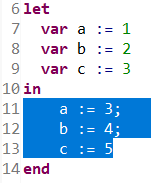 6 let
7   var a := 1
8   var b := 2
9   var c := 3
10 in
11     a := 3;
12     b := 4;
13     c := 5
14 end